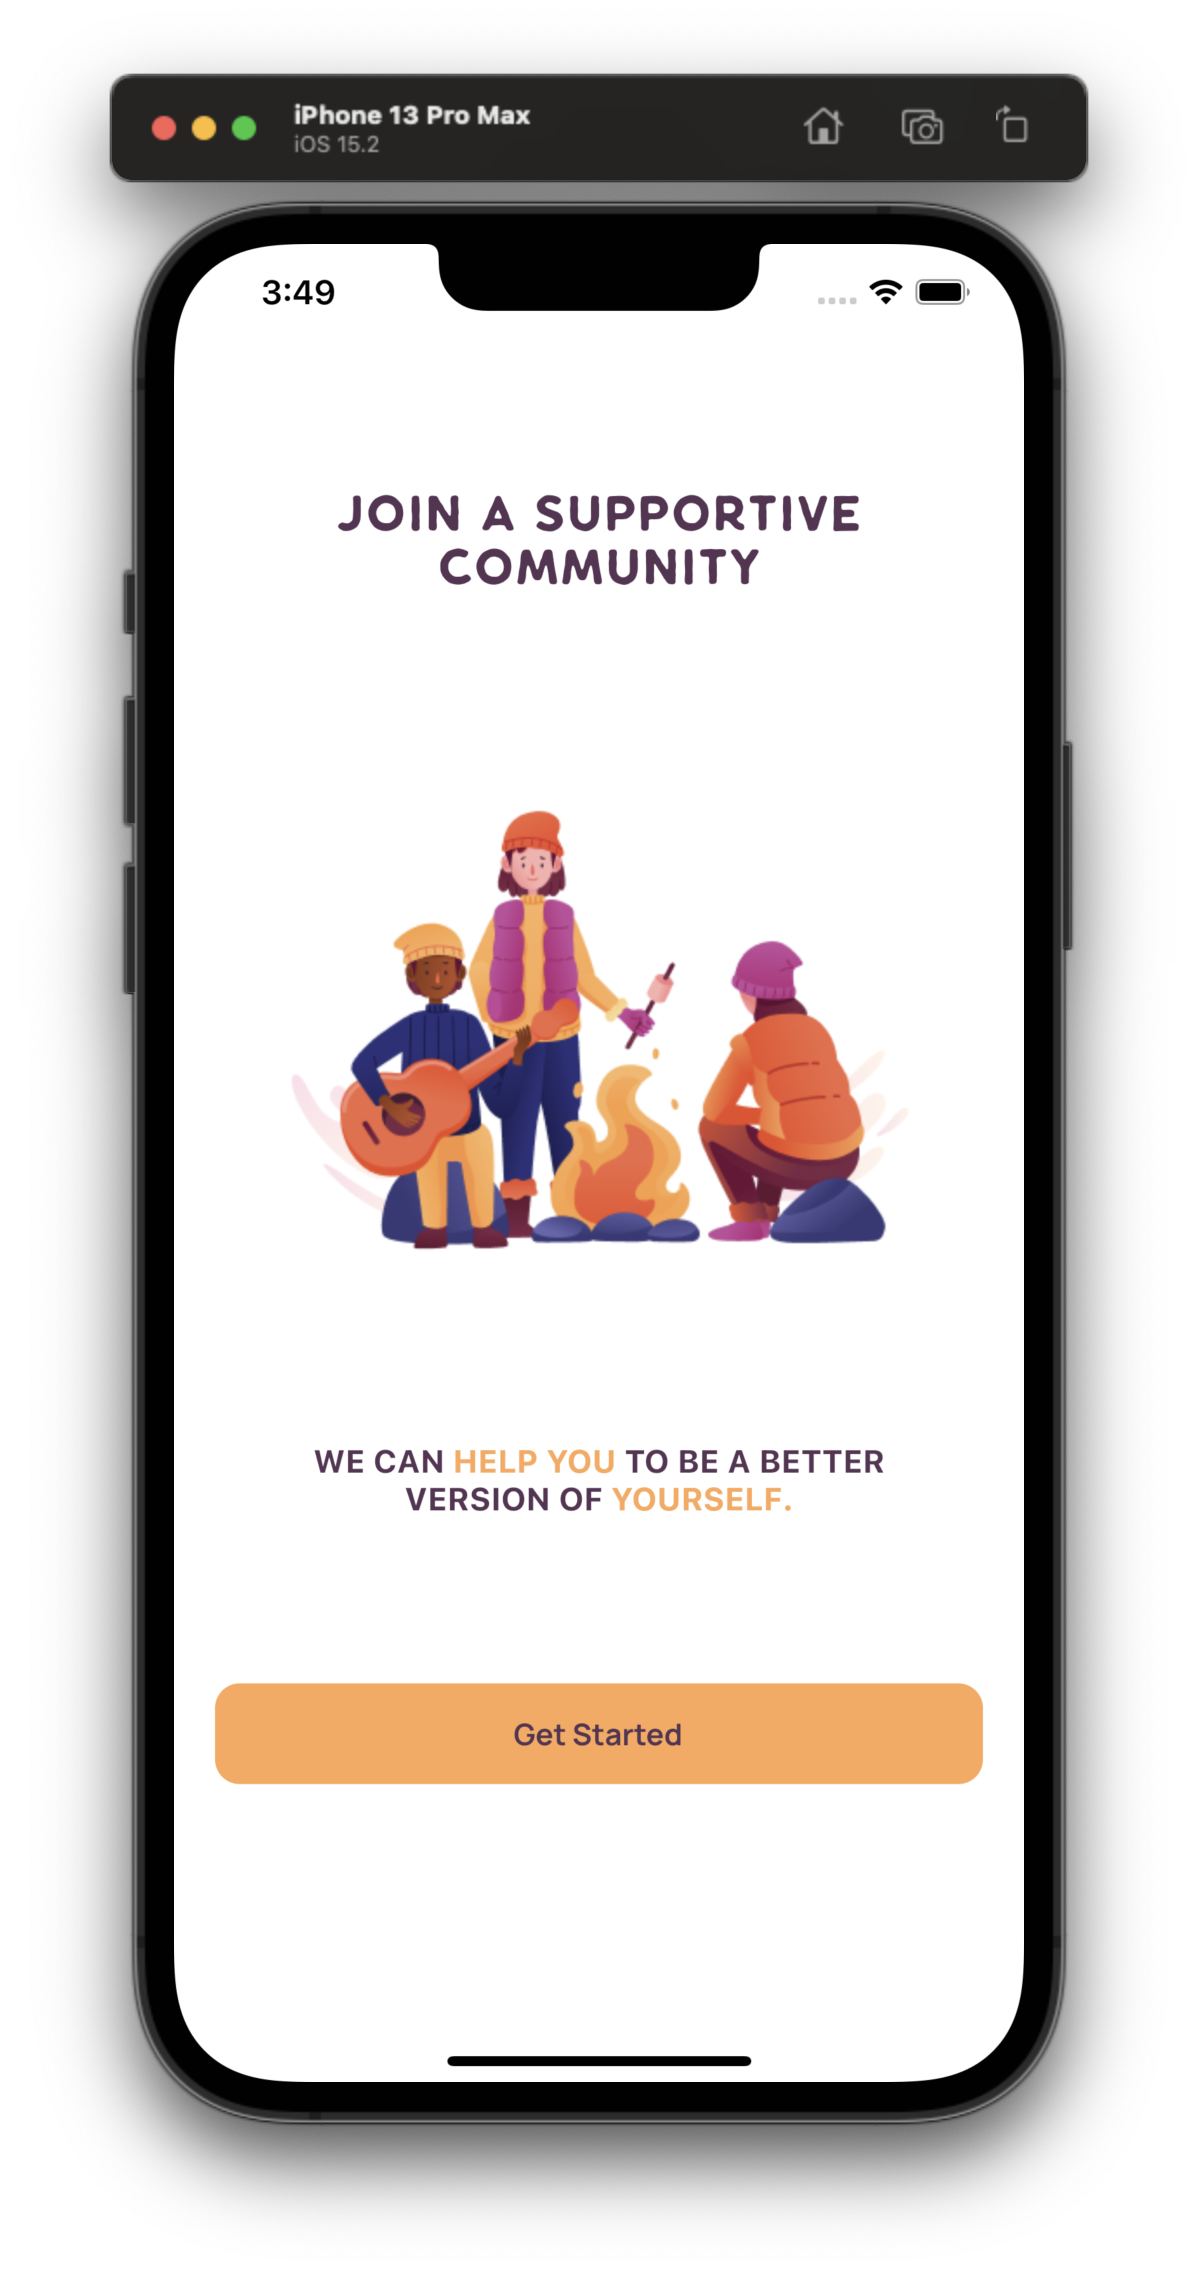 iPhone 13 Pro Max
iOS 15.2
3:49
JOIN A SUPPORTIVE
COMMUNITY
WE CAN HELP YOU TO BE A BETTER
VERSION OF YOURSELF.
Get Started